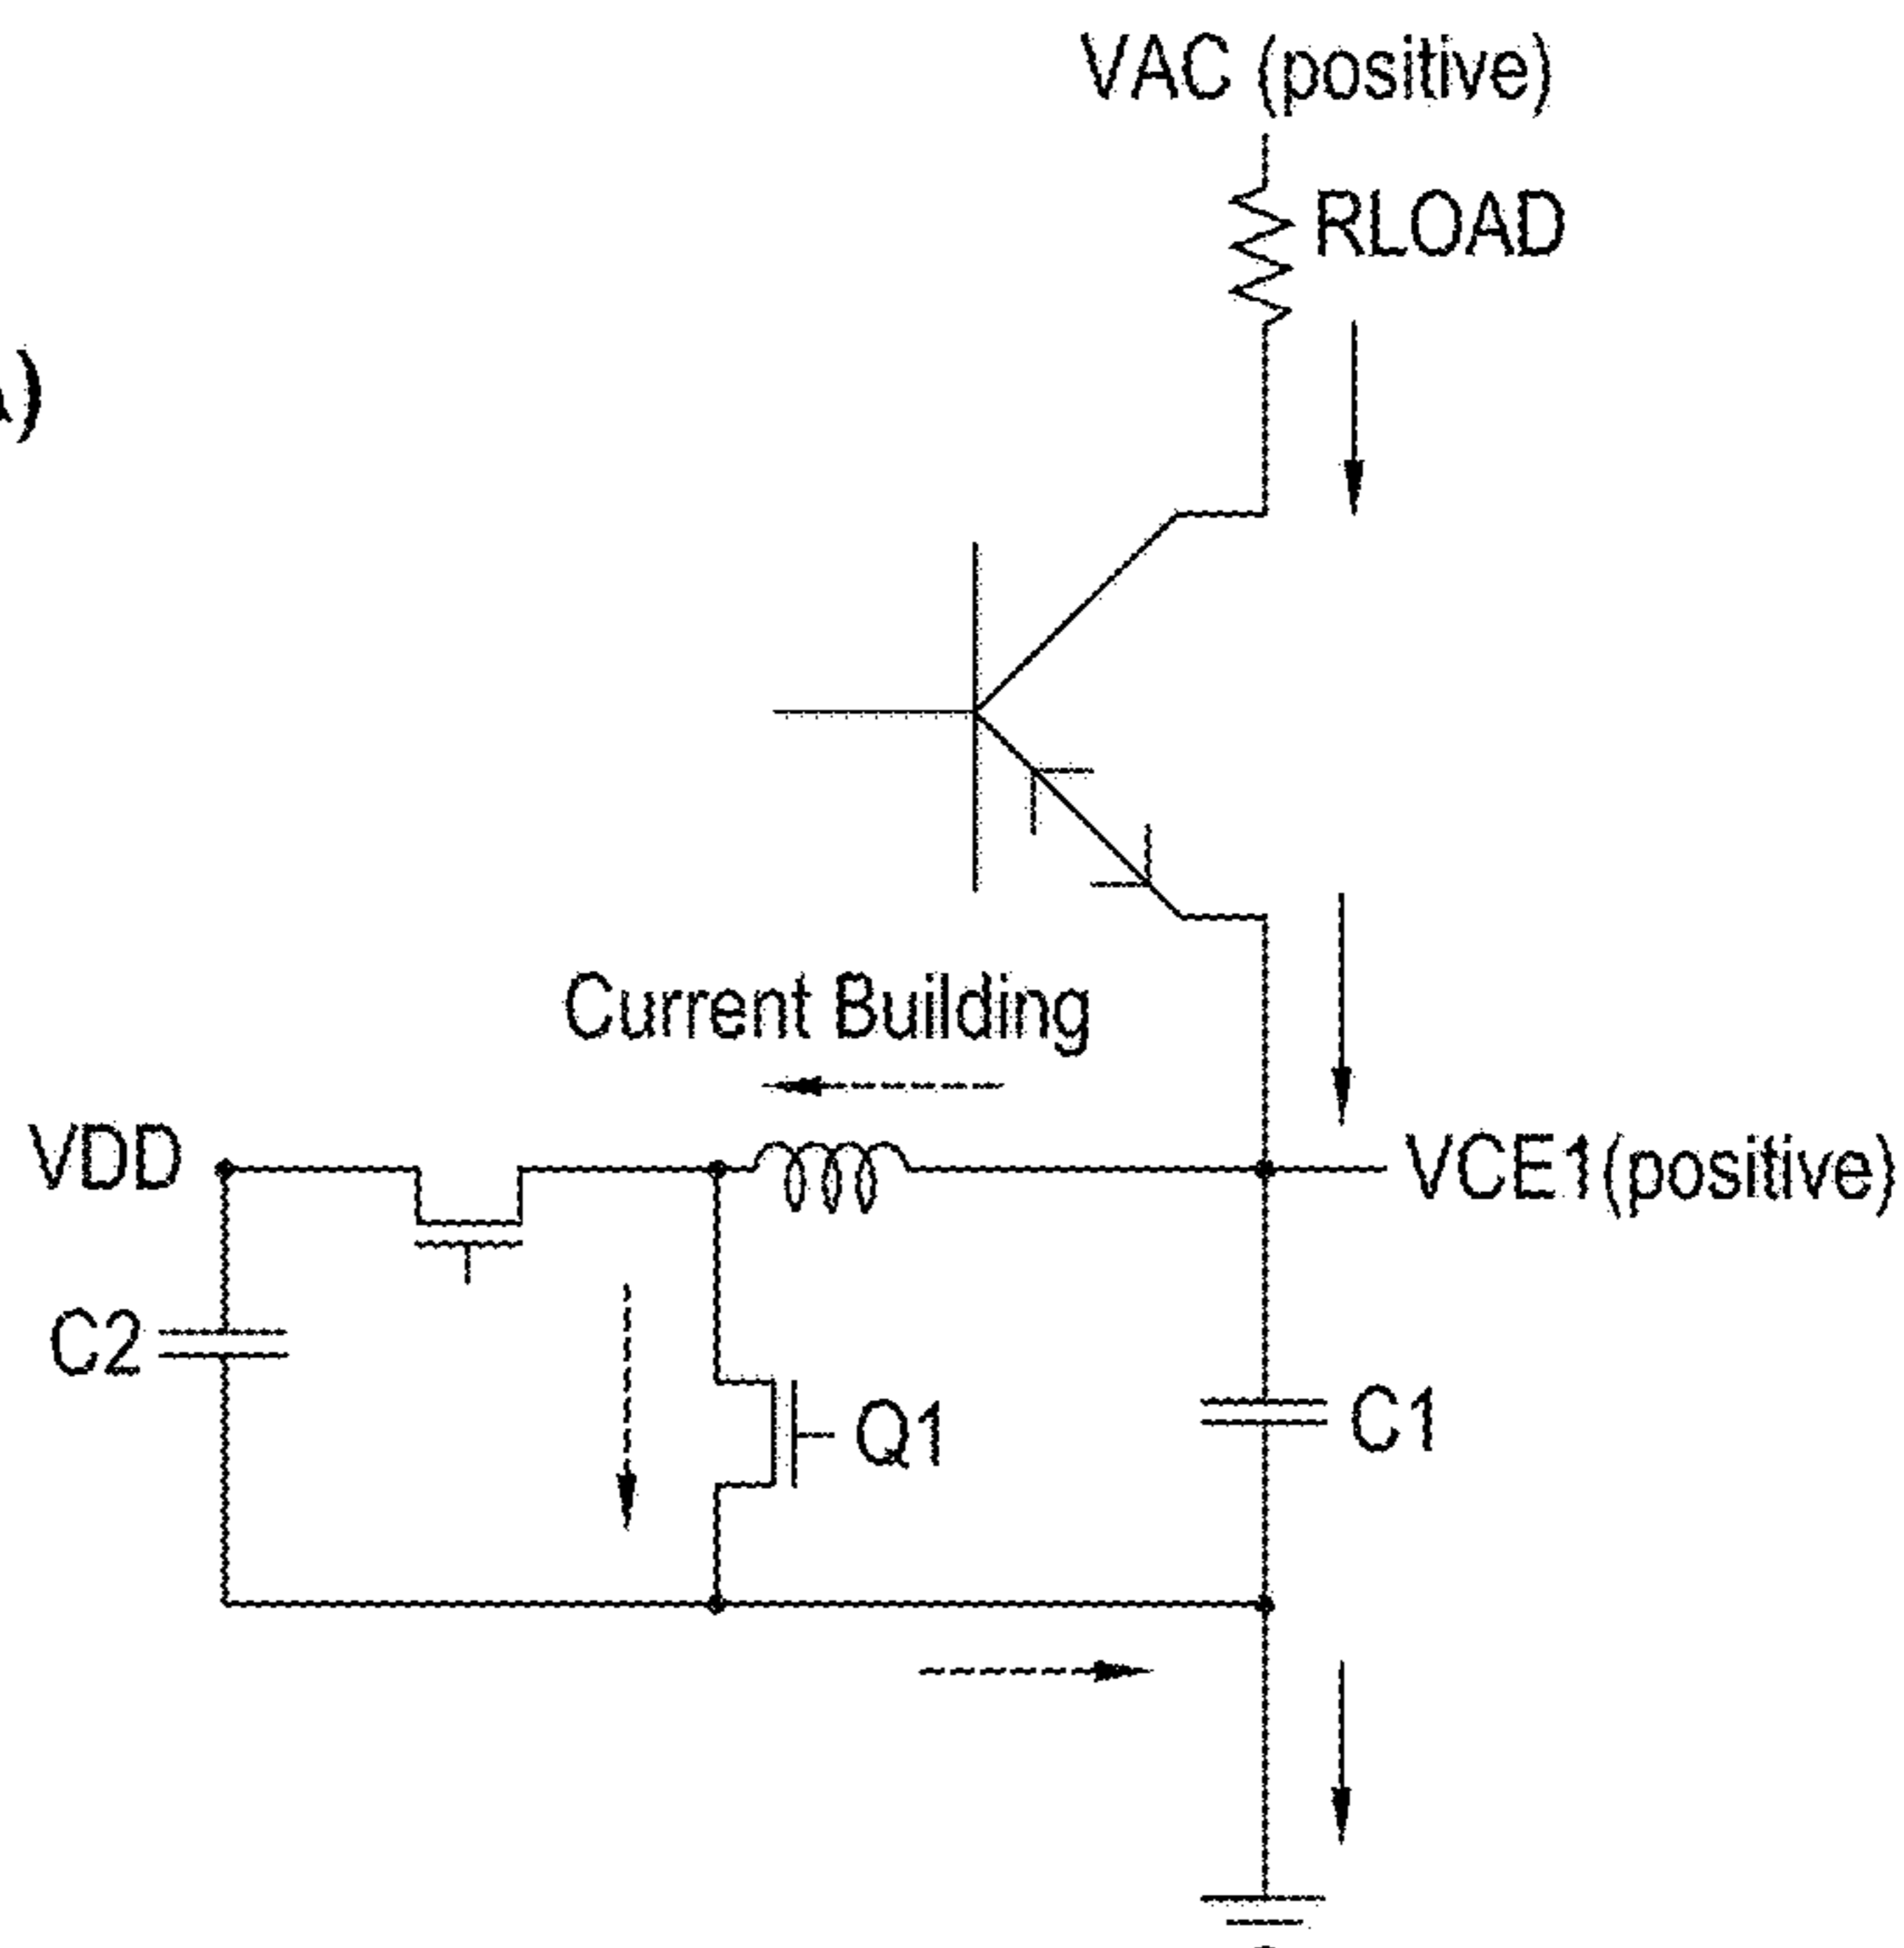 VAC (positive)
RLOAD
Current Building
VDD
VCE1(positive)
C2
Q1
C1